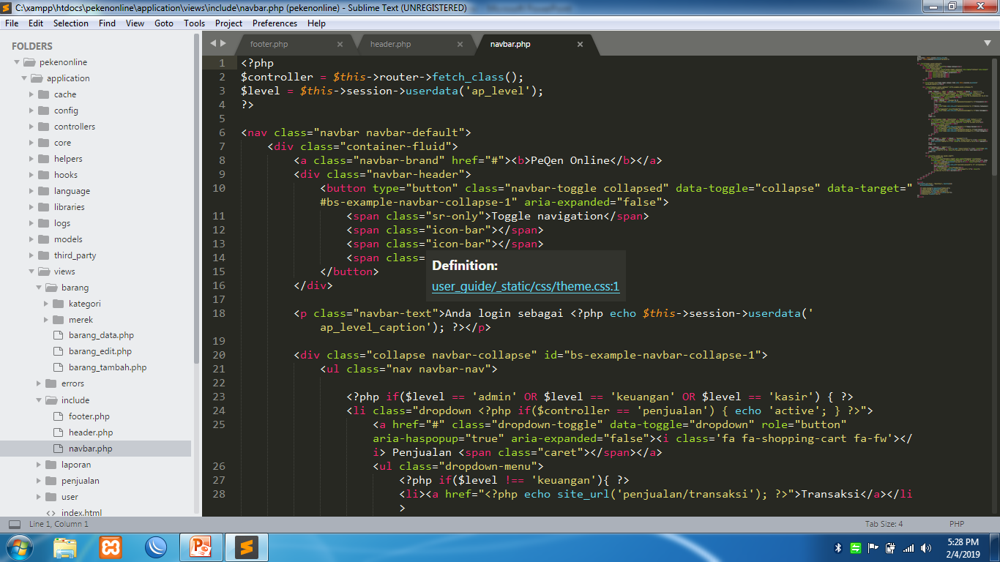 C:\xampp\htdocs\pekenonline\application\views\include\navbar.php (pekenonline) - Sublime Text (UNREGISTERED)
File Edit Selection Find View Goto Tools Project Preferences Help
FOLDERS
pekenonline
application
cache
config
controllers
core
helpers
hooks
language
libraries
logs
models
third_party
views
barang
kategori
merek
barang_data.php
barang_edit.php
barang_tambah.php
errors
include
footer.php
header.php
navbar.php
laporan
penjualan
user
index.html
footer.php header.php navbar.php
1 <?php
2 $controller = $this->router->fetch_class();
3 $level = $this->session->userdata('ap_level');
4 ?>
5
6 <nav class="navbar navbar-default">
7 <div class="container-fluid">
8 <a class="navbar-brand" href="#"><b>PeQen Online</b></a>
9 <div class="navbar-header">
10 <button type="button" class="navbar-toggle collapsed" data-toggle="collapse" data-target="
#bs-example-navbar-collapse-1" aria-expanded="false">
11 <span class="sr-only">Toggle navigation</span>
12 <span class="icon-bar"></span>
13 <span class="icon-bar"></span>
14 <span class=
15 </button>
16 </div>
17
18 <p class="navbar-text">Anda login sebagai <?php echo $this->session->userdata('
ap_level_caption'); ?></p>
19
20 <div class="collapse navbar-collapse" id="bs-example-navbar-collapse-1">
21 <ul class="nav navbar-nav">
22
23 <?php if($level == 'admin' OR $level == 'keuangan' OR $level == 'kasir') { ?>
24 <li class="dropdown <?php if($controller == 'penjualan') { echo 'active'; } ?>">
25 <a href="#" class="dropdown-toggle" data-toggle="dropdown" role="button"
aria-haspopup="true" aria-expanded="false"><i class='fa fa-shopping-cart fa-fw'></
i> Penjualan <span class="caret"></span></a>
26 <ul class="dropdown-menu">
27 <?php if($level !== 'keuangan'){ ?>
28 <li><a href="<?php echo site_url('penjualan/transaksi'); ?>">Transaksi</a></li
>
Definition:
user_guide/_static/css/theme.css:1
Line 1, Column 1 Tab Size: 4 PHP
5:28 PM
2/4/2019